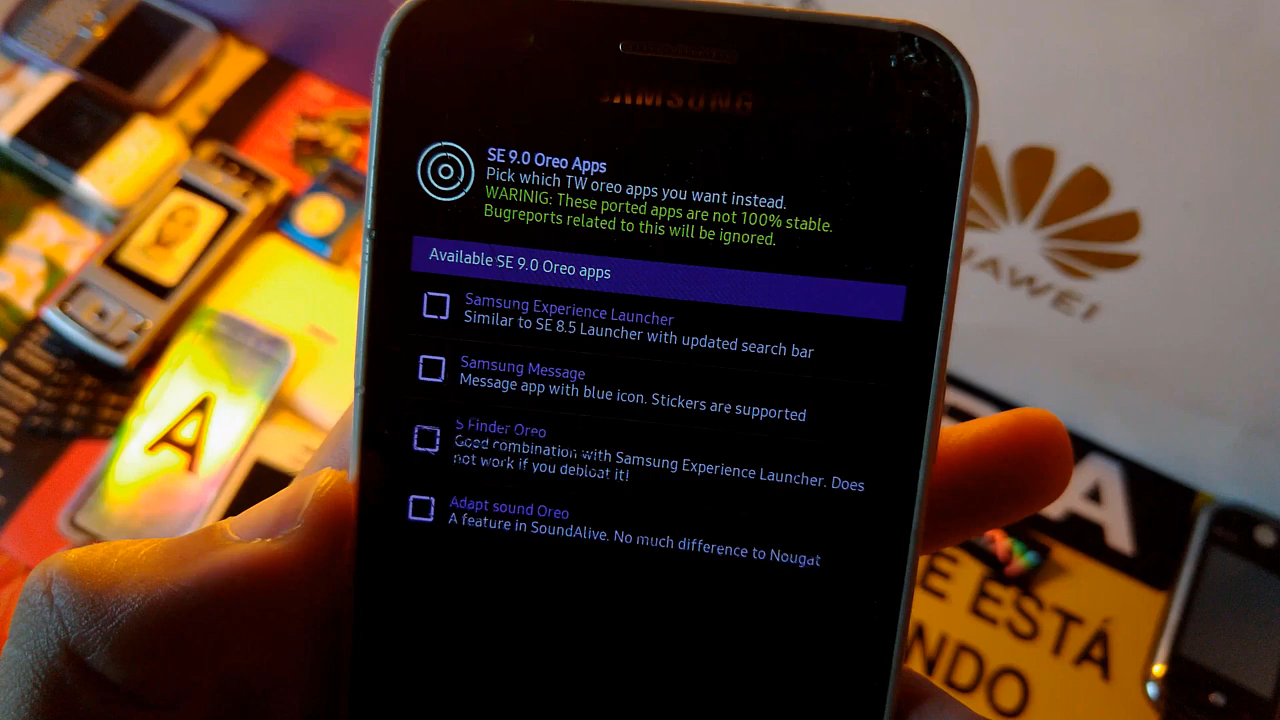 SAMSUNG
SE 9.0 Oreo Apps
Pick which TW oreo apps you want instead.
WARINIG: These ported apps are not 100% stable.
Bugreports related to this will be ignored.
Available SE 9.0 Oreo apps
Samsung Experience Launcher
Similar to SE 8.5 Launcher with updated search bar
Samsung Message
Message app with blue icon. Stickers are supported
S Finder Oreo
Good combination with Samsung Experience Launcher. Does
not work if you debloat it!
Adapt sound Oreo
A feature in SoundAlive. No much difference to Nougat
HUAWEI
A
A
E ESTÁ
NDO